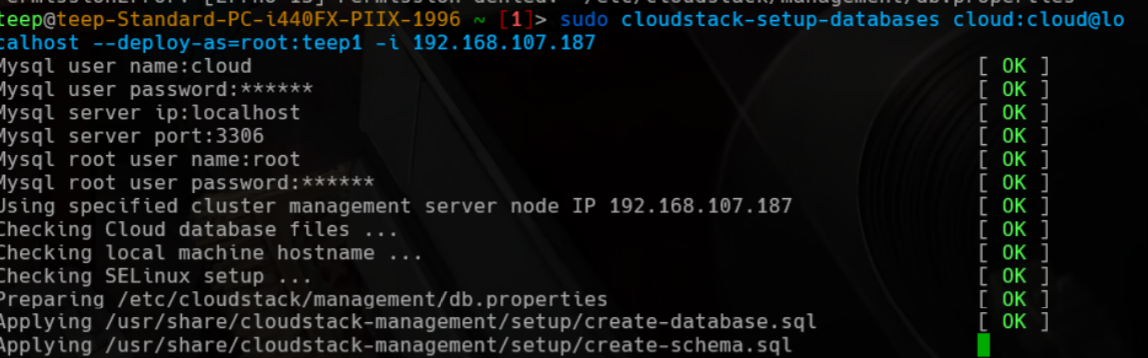 teep@teep-Standard-PC-i440FX-PIIX-1996 ~ [1]> sudo cloudstack-setup-databases cloud:cloud@lo
calhost --deploy-as=root:teep1 -i 192.168.107.187
Mysql user name:cloud [ OK ]
Mysql user password:****** [ OK ]
Mysql server ip:localhost [ OK ]
Mysql server port:3306 [ OK ]
Mysql root user name:root [ OK ]
Mysql root user password:****** [ OK ]
Using specified cluster management server node IP 192.168.107.187 [ OK ]
Checking Cloud database files ... [ OK ]
Checking local machine hostname ... [ OK ]
Checking SELinux setup ... [ OK ]
Preparing /etc/cloudstack/management/db.properties [ OK ]
Applying /usr/share/cloudstack-management/setup/create-database.sql [ OK ]
Applying /usr/share/cloudstack-management/setup/create-schema.sql